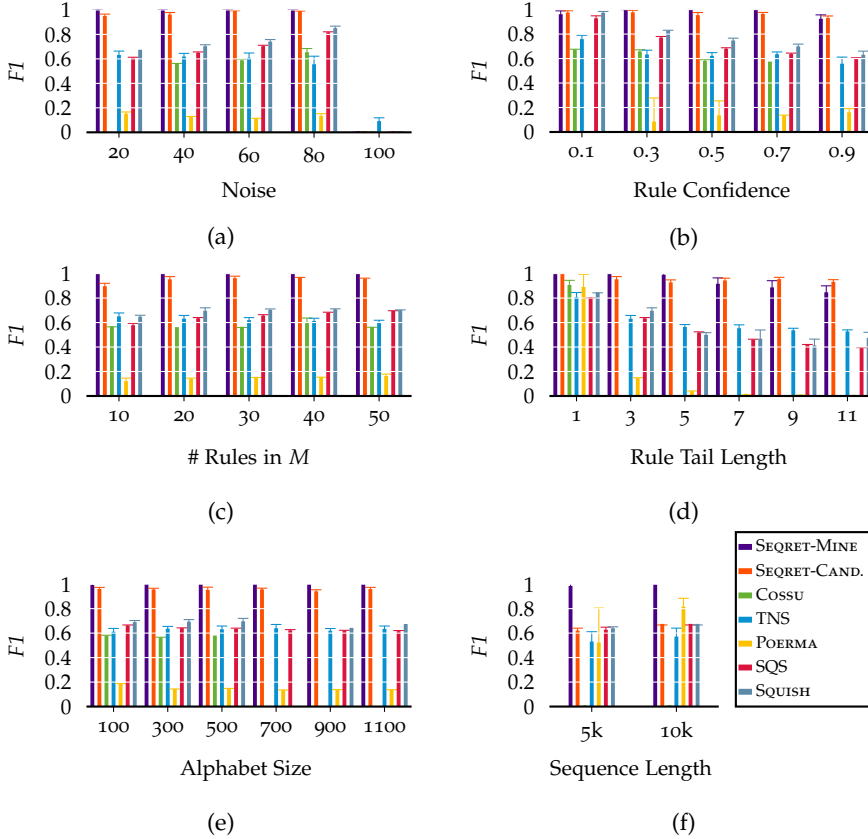 1
0.8
0.6
0.4
0.2
0
F1
20 40 60 80 100
Noise
(a)
1
0.8
0.6
0.4
0.2
0
F1
0.1 0.3 0.5 0.7 0.9
Rule Confidence
(b)
1
0.8
0.6
0.4
0.2
0
F1
10 20 30 40 50
# Rules in M
(c)
1
0.8
0.6
0.4
0.2
0
F1
1 3 5 7 9 11
Rule Tail Length
(d)
1
0.8
0.6
0.4
0.2
0
F1
100 300 500 700 900 1100
Alphabet Size
(e)
1
0.8
0.6
0.4
0.2
0
F1
5k 10k
Sequence Length
(f)
Seqret-Mine
Seqret-Cand.
Cossu
TNS
Poerma
SQS
Squish